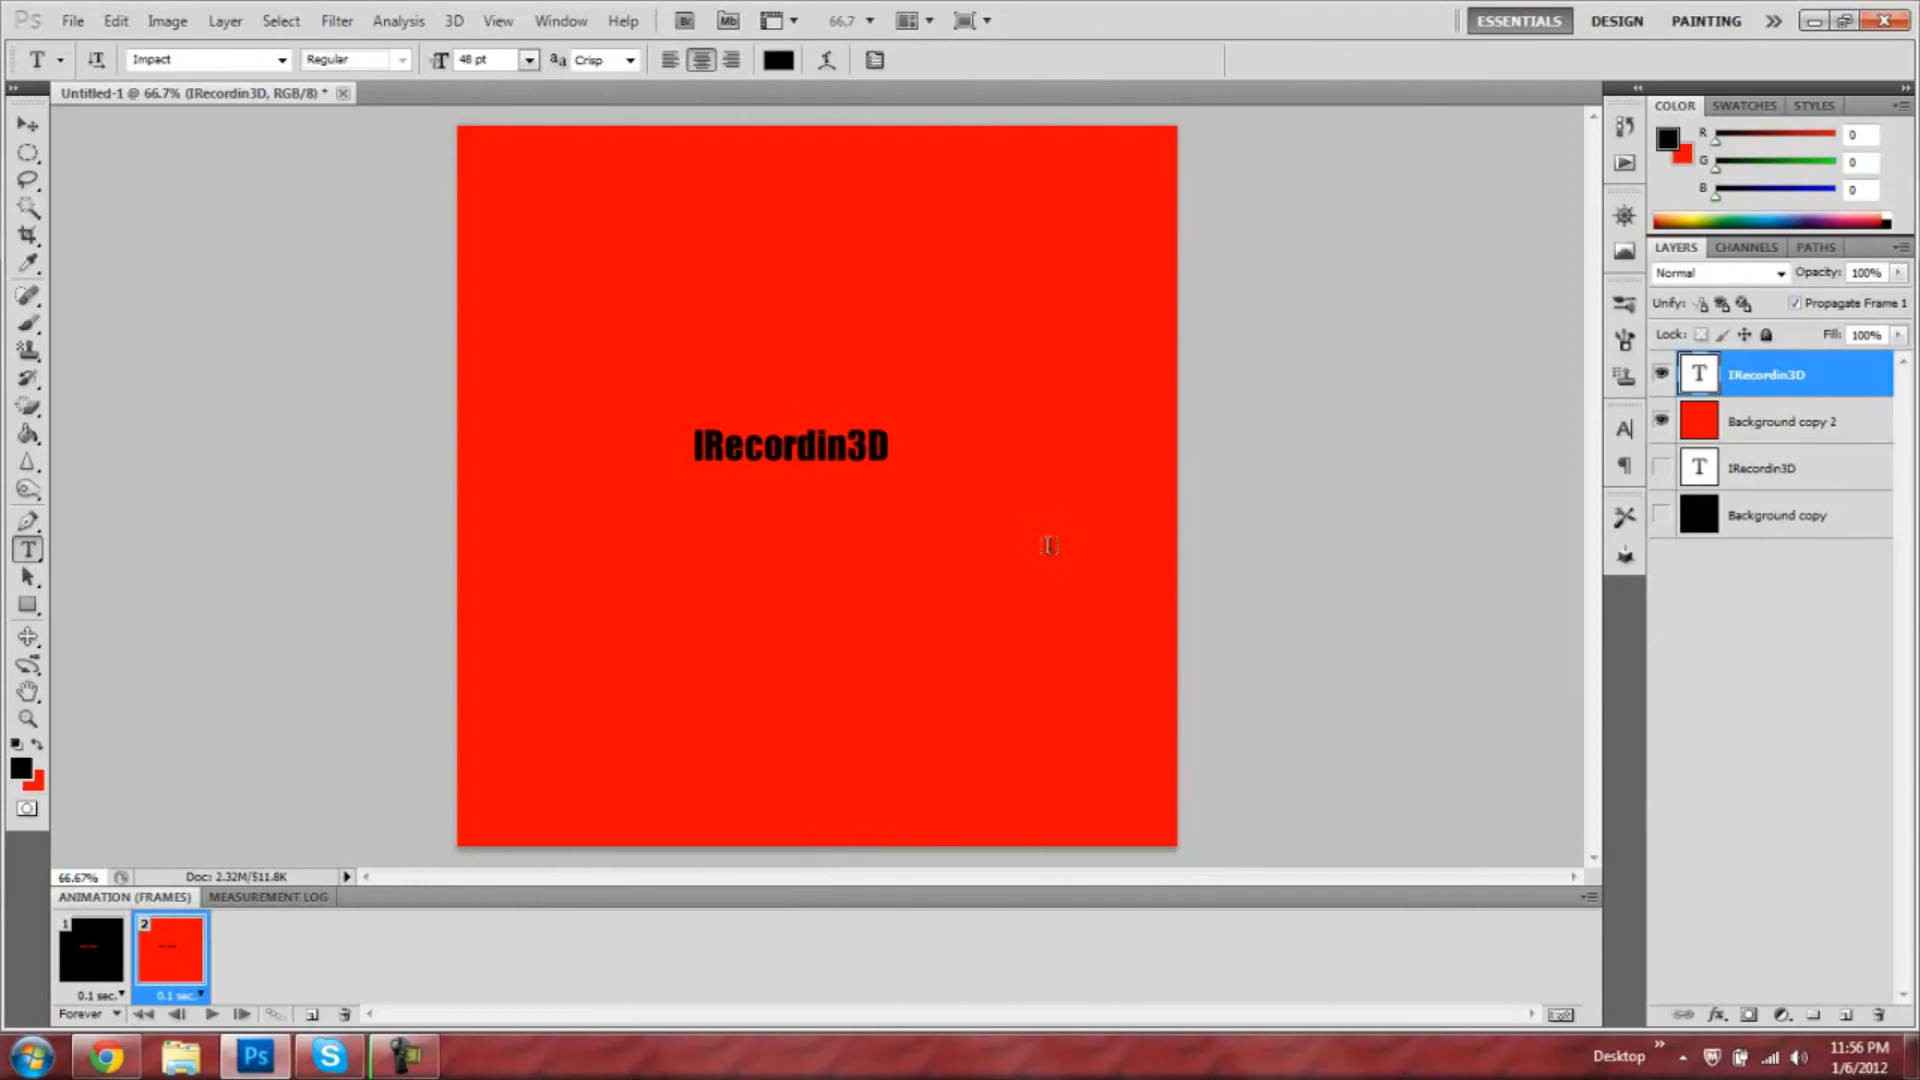 Ps File Edit Image Layer Select Filter Analysis 3D View Window Help Br Mb 66.7 ESSENTIALS DESIGN PAINTING
T Impact Regular 48 pt aa Crisp
Untitled-1 @ 66.7% (IRecordin3D, RGB/8) *
COLOR SWATCHES STYLES
R 0
G 0
B 0
LAYERS CHANNELS PATHS
Normal Opacity: 100%
Unify: Propagate Frame 1
Lock: Fill: 100%
T IRecordin3D
Background copy 2
T IRecordin3D
Background copy
IRecordin3D
66.67% Doc: 2.32M/511.8K
ANIMATION (FRAMES) MEASUREMENT LOG
1 2
0.1 sec. 0.1 sec.
Forever
Ps Desktop 11:56 PM
1/6/2012